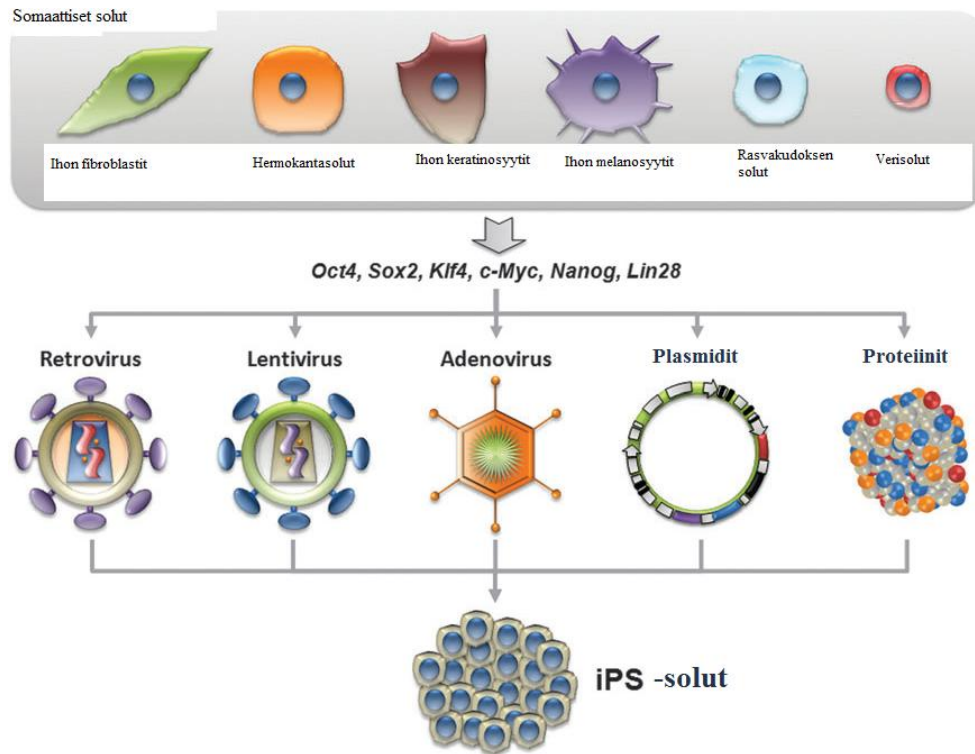 Somaattiset solut
Ihon fibroblastit
Hermokantasolut
Ihon keratinosyytit
Ihon melanosyytit
Rasvakudoksen
solut
Verisolut
Oct4, Sox2, Klf4, c-Myc, Nanog, Lin28
Retrovirus
Lentivirus
Adenovirus
Plasmidit
Proteiinit
iPS -solut